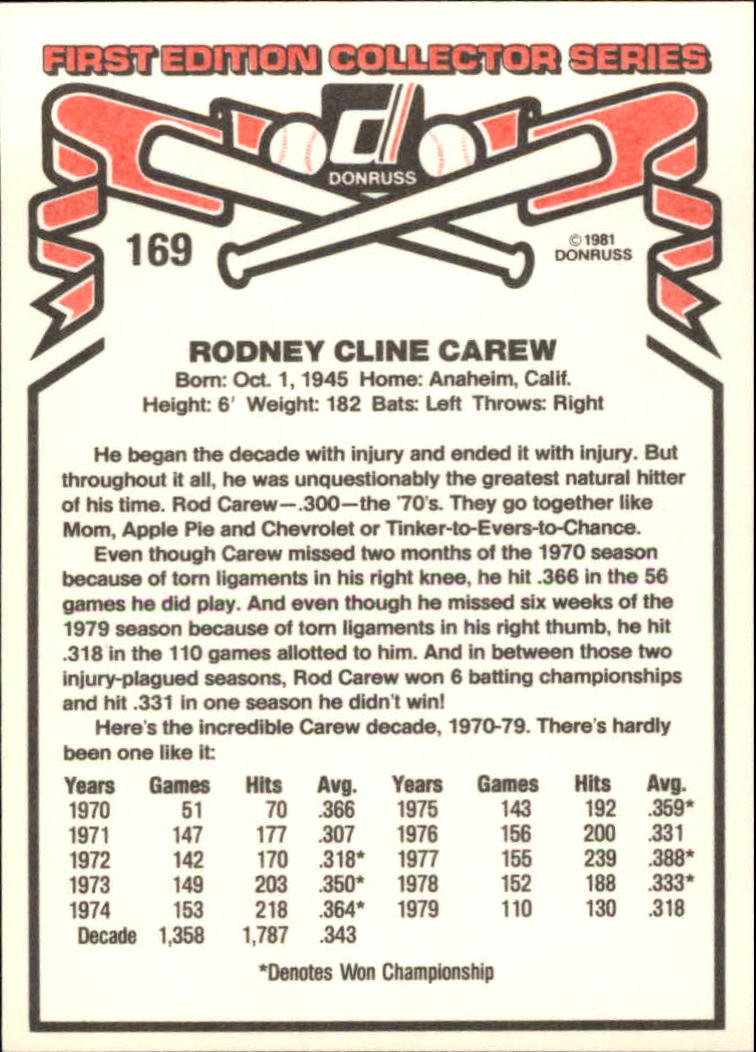 FIRST EDITION COLLECTOR SERIES
d
DONRUSS
169
© 1981
DONRUSS
RODNEY CLINE CAREW
Born: Oct. 1, 1945 Home: Anaheim, Calif.
Height: 6' Weight: 182 Bats: Left Throws: Right
He began the decade with injury and ended it with injury. But
throughout it all, he was unquestionably the greatest natural hitter
of his time. Rod Carew—.300—the '70's. They go together like
Mom, Apple Pie and Chevrolet or Tinker-to-Evers-to-Chance.
Even though Carew missed two months of the 1970 season
because of torn ligaments in his right knee, he hit .366 in the 56
games he did play. And even though he missed six weeks of the
1979 season because of torn ligaments in his right thumb, he hit
.318 in the 110 games allotted to him. And in between those two
injury-plagued seasons, Rod Carew won 6 batting championships
and hit .331 in one season he didn't win!
Here's the incredible Carew decade, 1970-79. There's hardly
been one like it:
Years Games Hits Avg. Years Games Hits Avg.
1970 51 70 .366 1975 143 192 .359*
1971 147 177 .307 1976 156 200 .331
1972 142 170 .318* 1977 155 239 .388*
1973 149 203 .350* 1978 152 188 .333*
1974 153 218 .364* 1979 110 130 .318
Decade 1,358 1,787 .343
*Denotes Won Championship